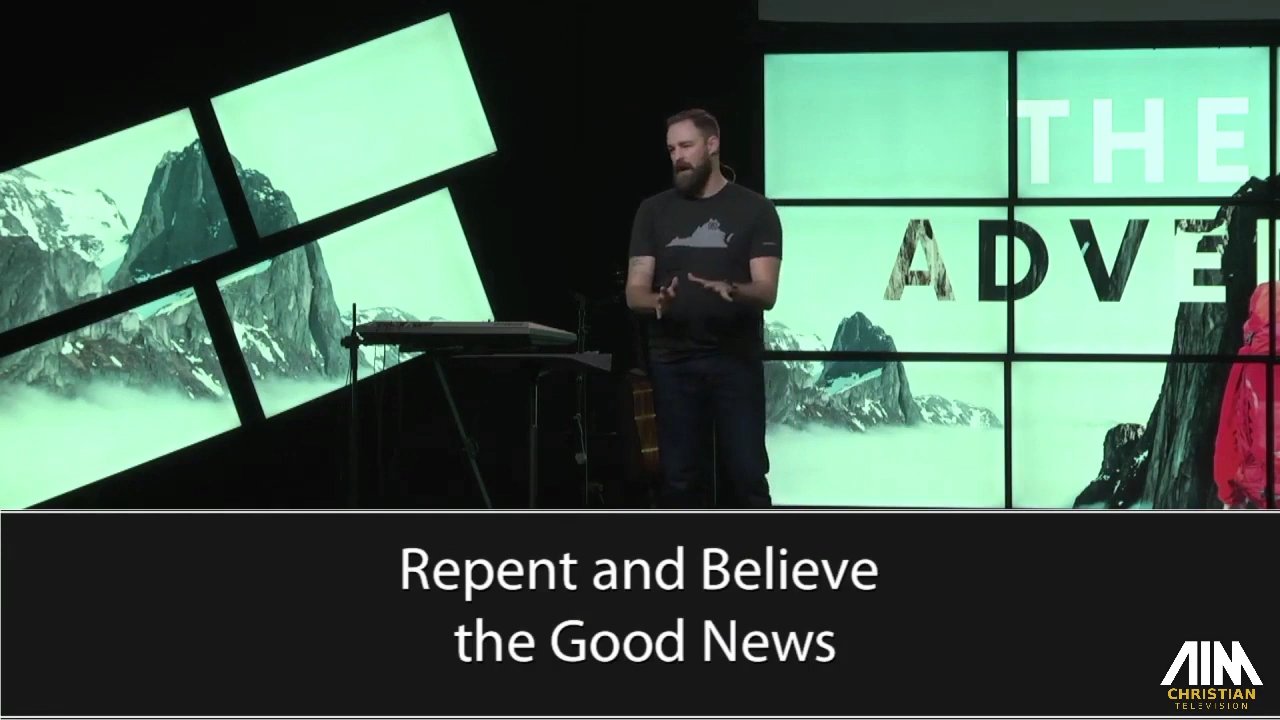 THE
ADVE
Repent and Believe
the Good News
AIM
CHRISTIAN
TELEVISION